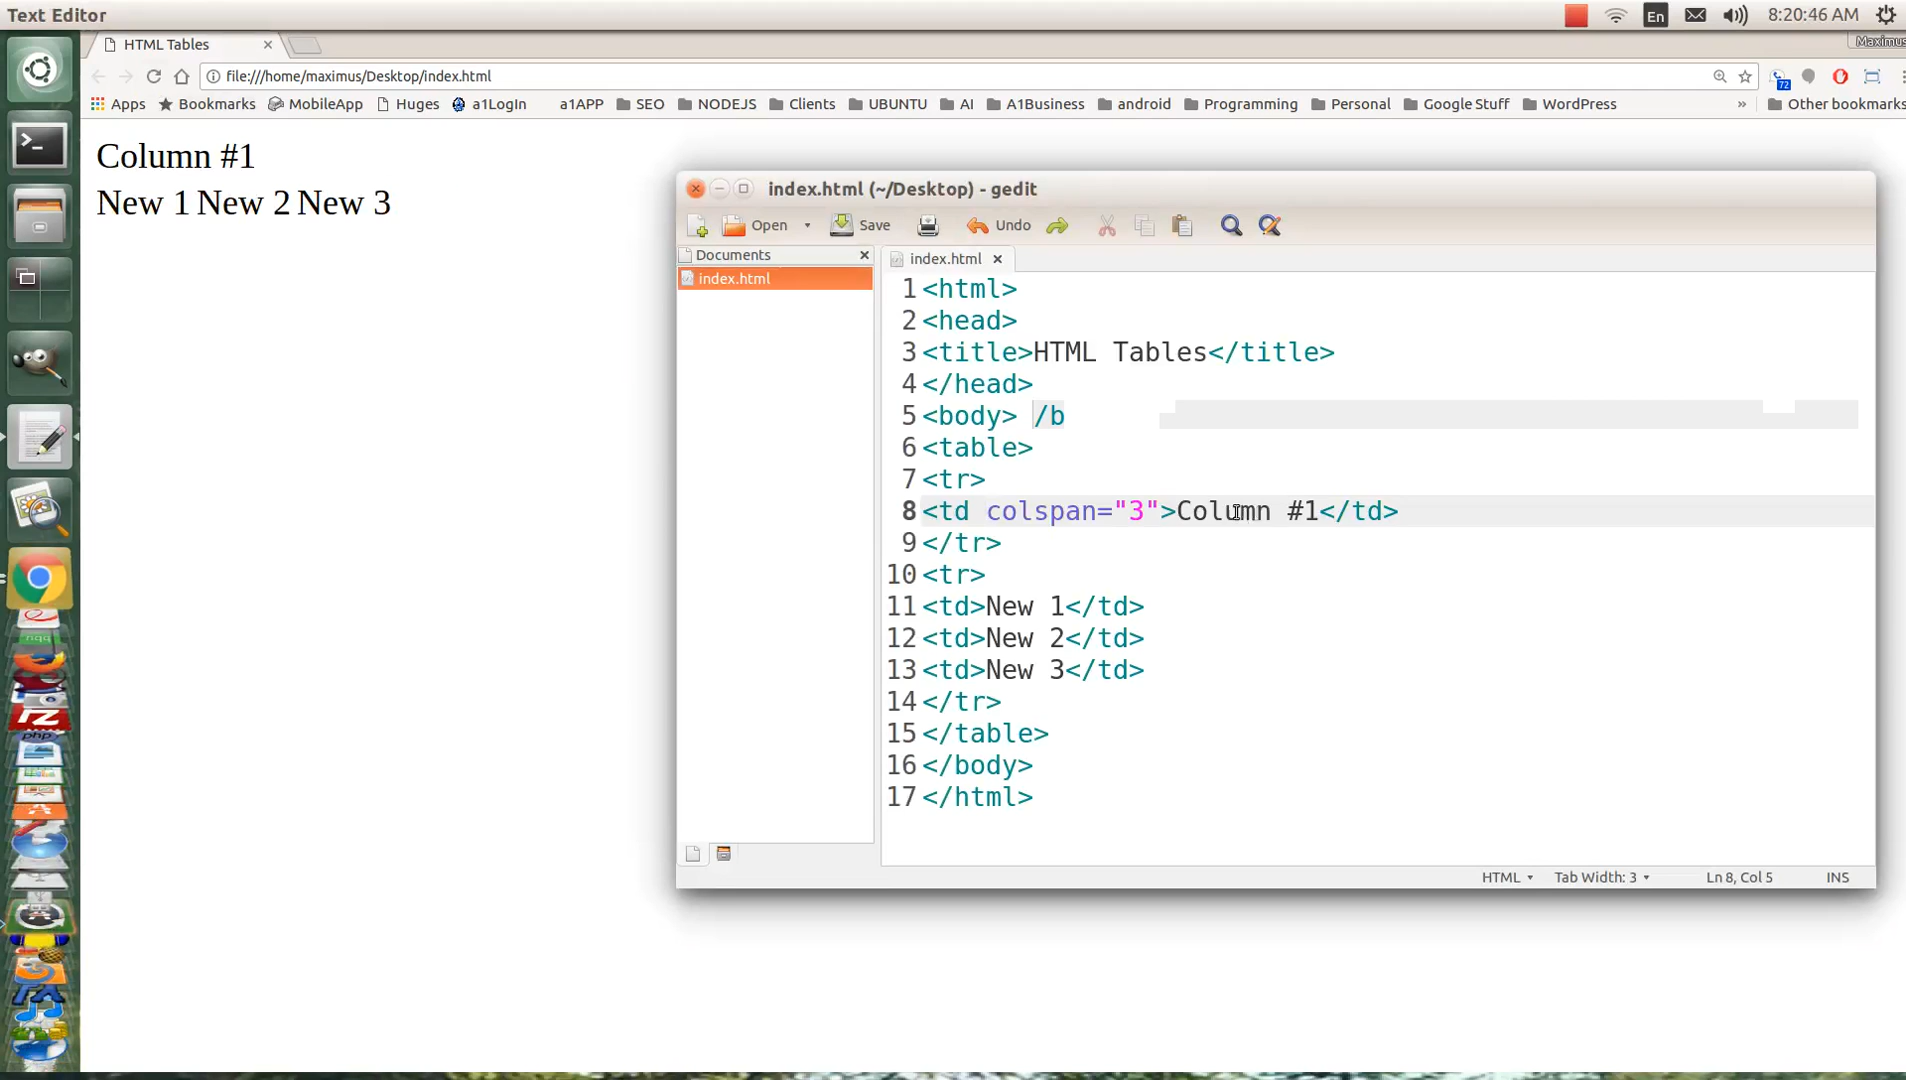 Text Editor
En
8:20:46 AM
HTML Tables
Maximus
file:///home/maximus/Desktop/index.html
72
Apps
Bookmarks
MobileApp
Huges
a1LogIn
a1APP
SEO
NODEJS
Clients
UBUNTU
AI
A1Business
android
Programming
Personal
Google Stuff
WordPress
»
Other bookmarks
Column #1
New 1 New 2 New 3
index.html (~/Desktop) - gedit
Open
Save
Undo
Documents
index.html
index.html
1 <html>
2 <head>
3 <title>HTML Tables</title>
4 </head>
5 <body> /b
6 <table>
7 <tr>
8 <td colspan="3">Column #1</td>
9 </tr>
10 <tr>
11 <td>New 1</td>
12 <td>New 2</td>
13 <td>New 3</td>
14 </tr>
15 </table>
16 </body>
17 </html>
HTML
Tab Width: 3
Ln 8, Col 5
INS
php